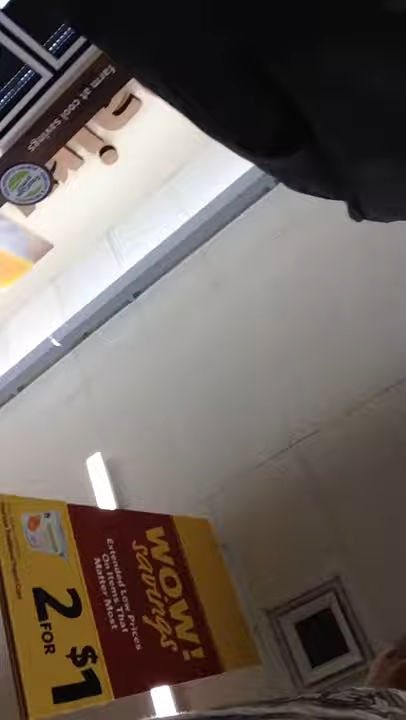 farm at cool savings
WOW!
savings
Extended Low Prices
On Items That
Matter Most
2
FOR
$1